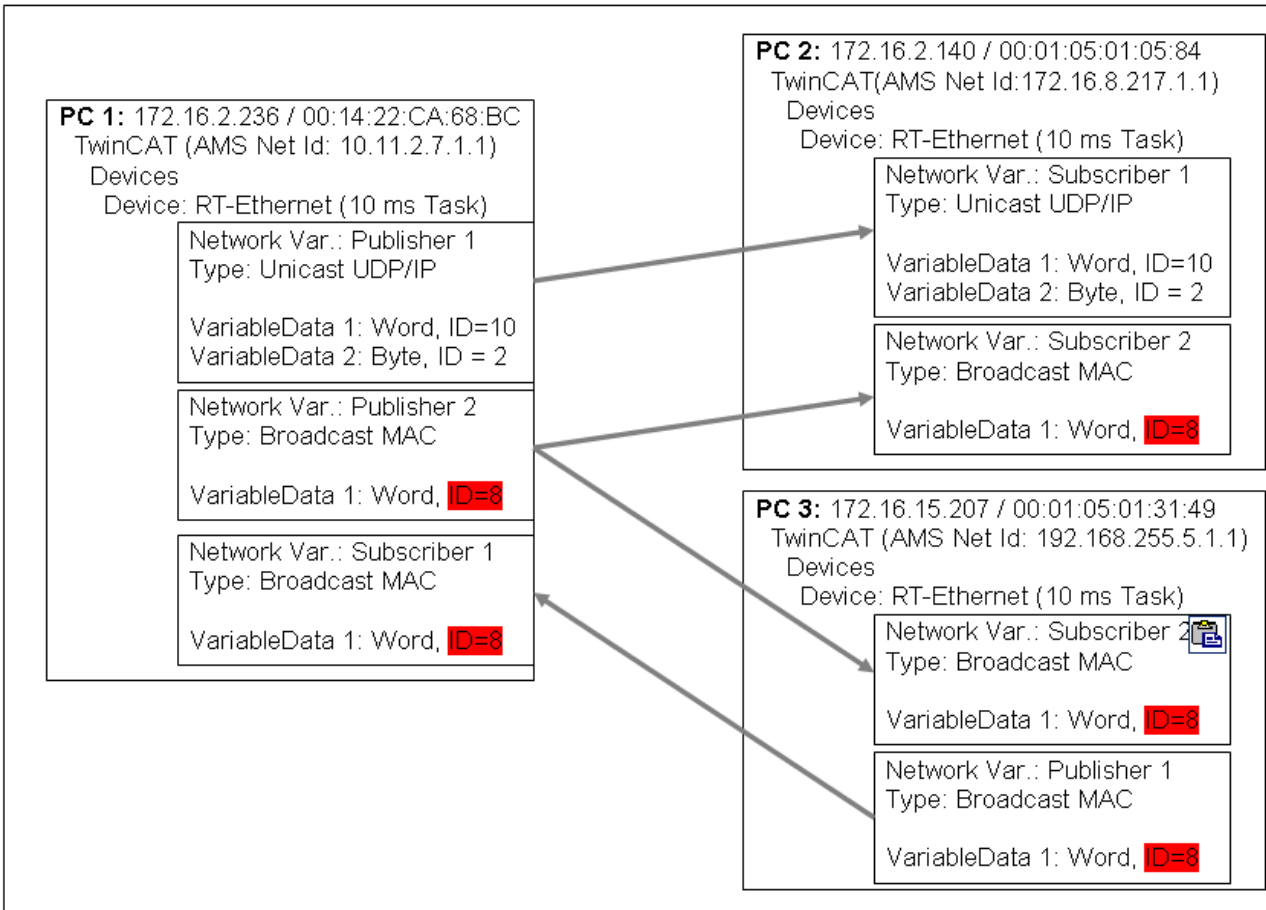 PC 1: 172.16.2.236 / 00:14:22:CA:68:BC
TwinCAT (AMS Net Id: 10.11.2.7.1.1)
Devices
Device: RT-Ethernet (10 ms Task)
Network Var.: Publisher 1
Type: Unicast UDP/IP
VariableData 1: Word, ID=10
VariableData 2: Byte, ID = 2
Network Var.: Publisher 2
Type: Broadcast MAC
VariableData 1: Word, ID=8
Network Var.: Subscriber 1
Type: Broadcast MAC
VariableData 1: Word, ID=8
PC 2: 172.16.2.140 / 00:01:05:01:05:84
TwinCAT(AMS Net Id:172.16.8.217.1.1)
Devices
Device: RT-Ethernet (10 ms Task)
Network Var.: Subscriber 1
Type: Unicast UDP/IP
VariableData 1: Word, ID=10
VariableData 2: Byte, ID = 2
Network Var.: Subscriber 2
Type: Broadcast MAC
VariableData 1: Word, ID=8
PC 3: 172.16.15.207 / 00:01:05:01:31:49
TwinCAT (AMS Net Id: 192.168.255.5.1.1)
Devices
Device: RT-Ethernet (10 ms Task)
Network Var.: Subscriber 2
Type: Broadcast MAC
VariableData 1: Word, ID=8
Network Var.: Publisher 1
Type: Broadcast MAC
VariableData 1: Word, ID=8